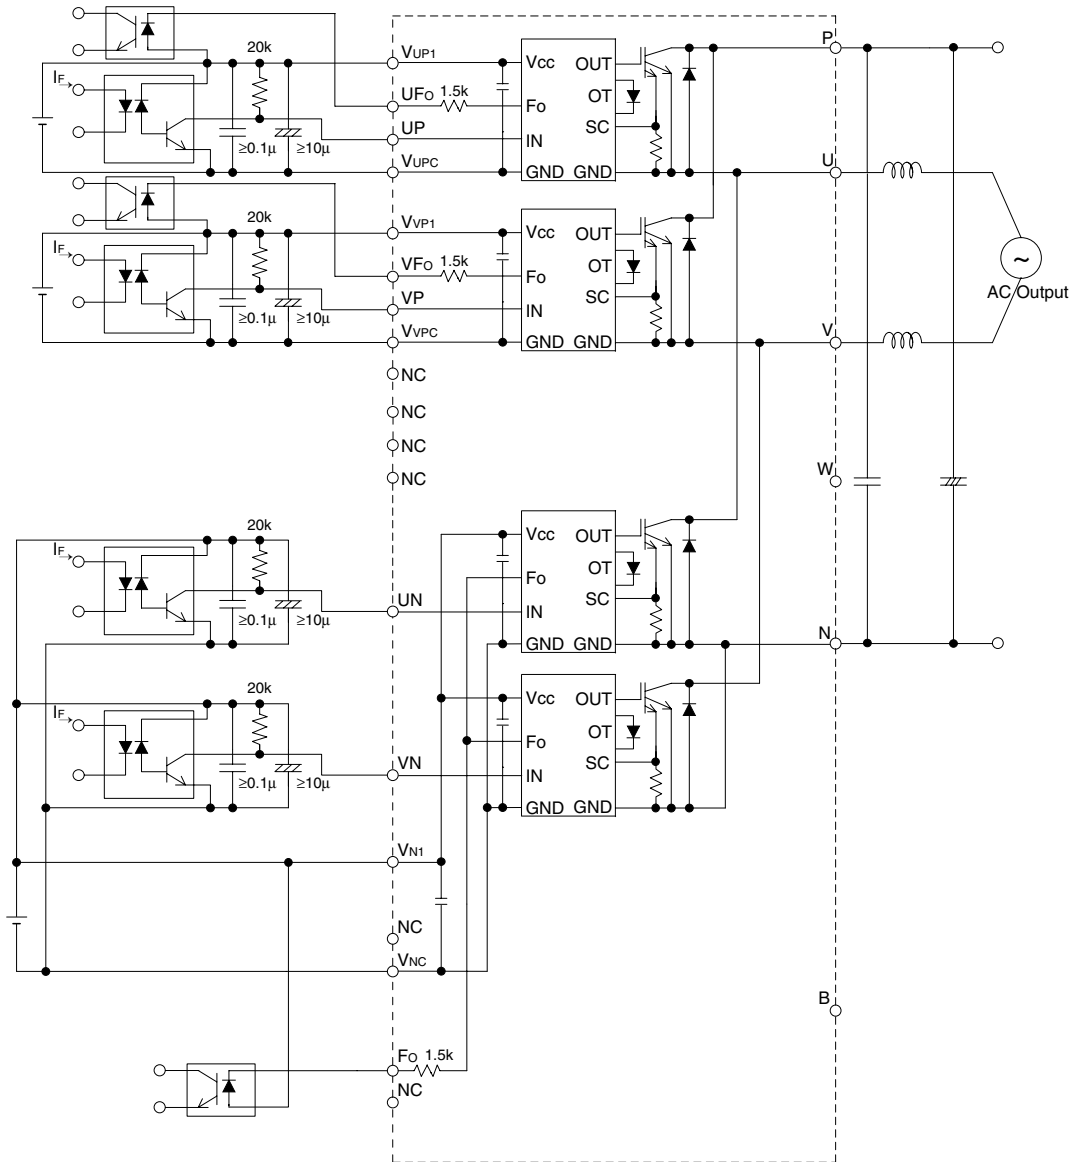 20k
VUP1
Vcc
OUT
P
IF
UFO 1.5k
Fo
OT
UP
IN
SC
≥0.1μ
≥10μ
VUPC
GND GND
U
20k
VVP1
Vcc
OUT
IF
VFO 1.5k
Fo
OT
~
AC Output
VP
IN
SC
≥0.1μ
≥10μ
VVPC
GND GND
V
NC
NC
NC
NC
W
20k
Vcc
OUT
IF
Fo
OT
UN
IN
SC
≥0.1μ
≥10μ
GND GND
N
20k
Vcc
OUT
IF
Fo
OT
VN
IN
SC
≥0.1μ
≥10μ
GND GND
VN1
NC
VNC
B
FO 1.5k
NC